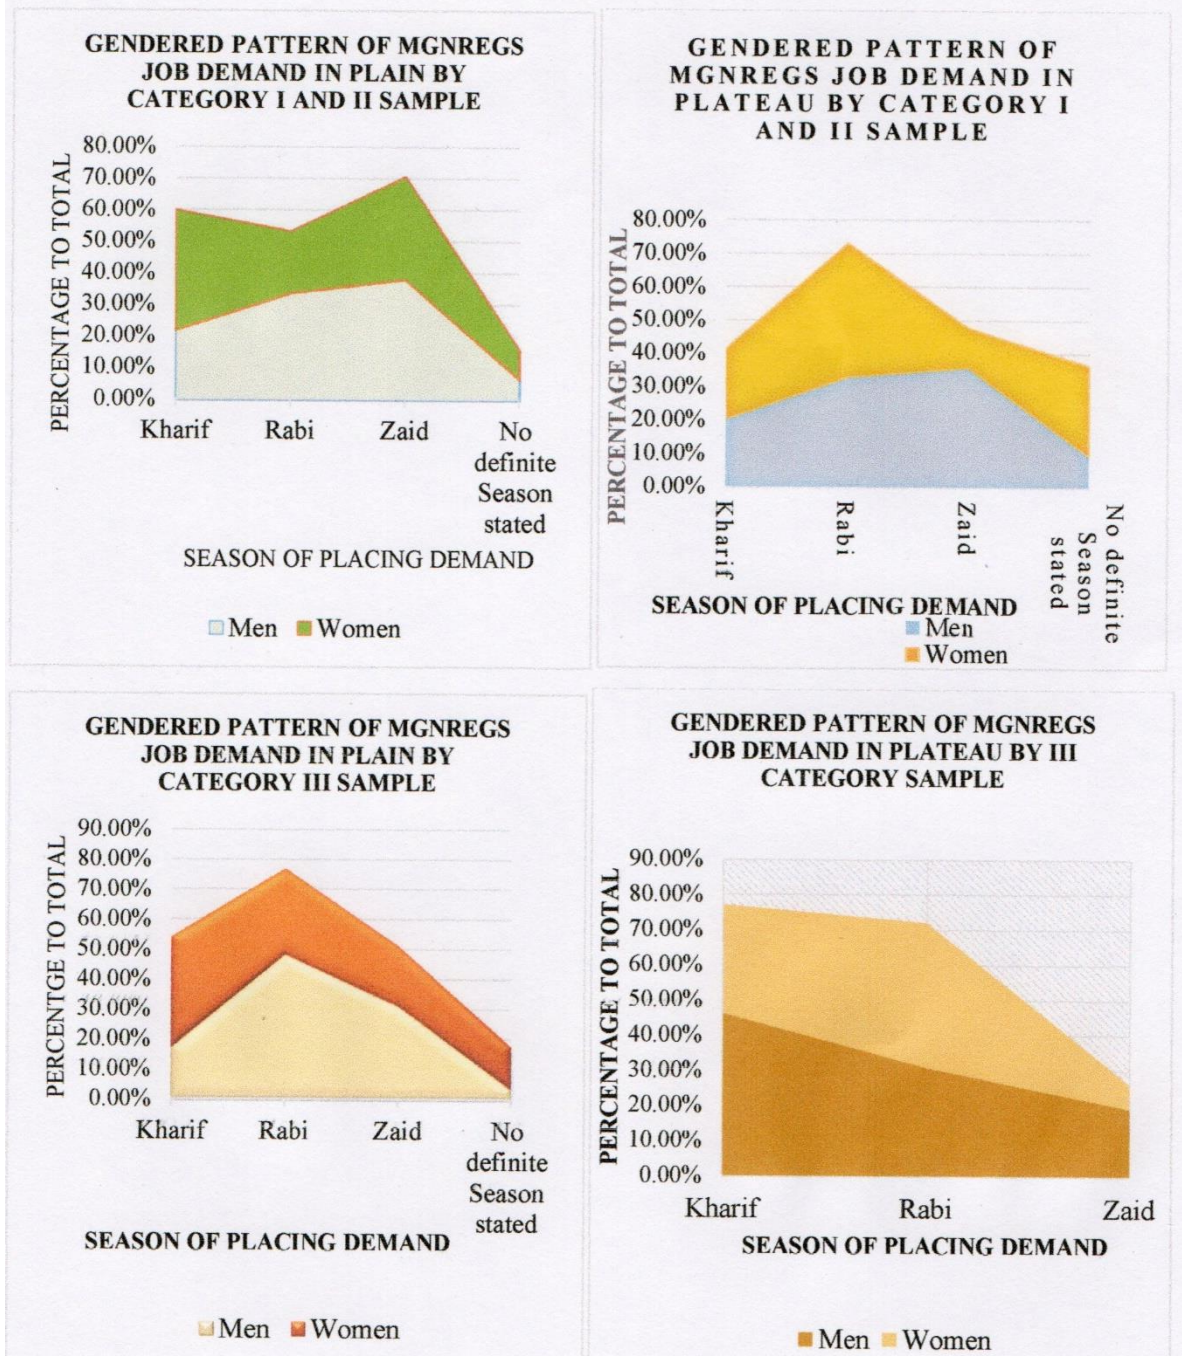 GENDERED PATTERN OF MGNREGS
JOB DEMAND IN PLAIN BY
CATEGORY I AND II SAMPLE
PERCENTAGE TO TOTAL
80.00%
70.00%
60.00%
50.00%
40.00%
30.00%
20.00%
10.00%
0.00%
Kharif Rabi Zaid No
definite
Season
stated
SEASON OF PLACING DEMAND
Men Women
GENDERED PATTERN OF
MGNREGS JOB DEMAND IN
PLATEAU BY CATEGORY I
AND II SAMPLE
PERCENTAGE TO TOTAL
80.00%
70.00%
60.00%
50.00%
40.00%
30.00%
20.00%
10.00%
0.00%
Kharif
Rabi
Zaid
No definite
Season
stated
SEASON OF PLACING DEMAND
Men
Women
GENDERED PATTERN OF MGNREGS
JOB DEMAND IN PLAIN BY
CATEGORY III SAMPLE
PERCENTGE TO TOTAL
90.00%
80.00%
70.00%
60.00%
50.00%
40.00%
30.00%
20.00%
10.00%
0.00%
Kharif Rabi Zaid No
definite
Season
stated
SEASON OF PLACING DEMAND
Men Women
GENDERED PATTERN OF MGNREGS
JOB DEMAND IN PLATEAU BY III
CATEGORY SAMPLE
PERCENTAGE TO TOTAL
90.00%
80.00%
70.00%
60.00%
50.00%
40.00%
30.00%
20.00%
10.00%
0.00%
Kharif Rabi Zaid
SEASON OF PLACING DEMAND
Men Women